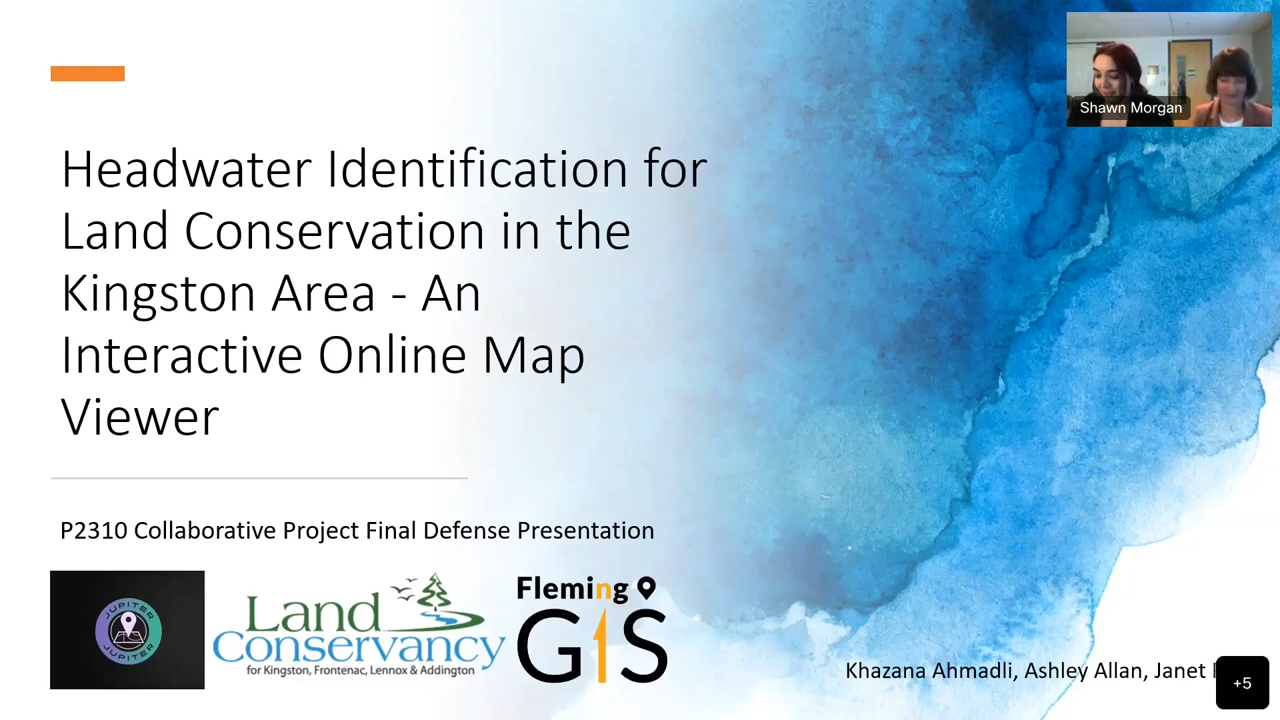 Shawn Morgan
Headwater Identification for
Land Conservation in the
Kingston Area - An
Interactive Online Map
Viewer
P2310 Collaborative Project Final Defense Presentation
JUPITER
JUPITER
Land
Conservancy
for Kingston, Frontenac, Lennox & Addington
Fleming
GIS
Khazana Ahmadli, Ashley Allan, Janet
+5